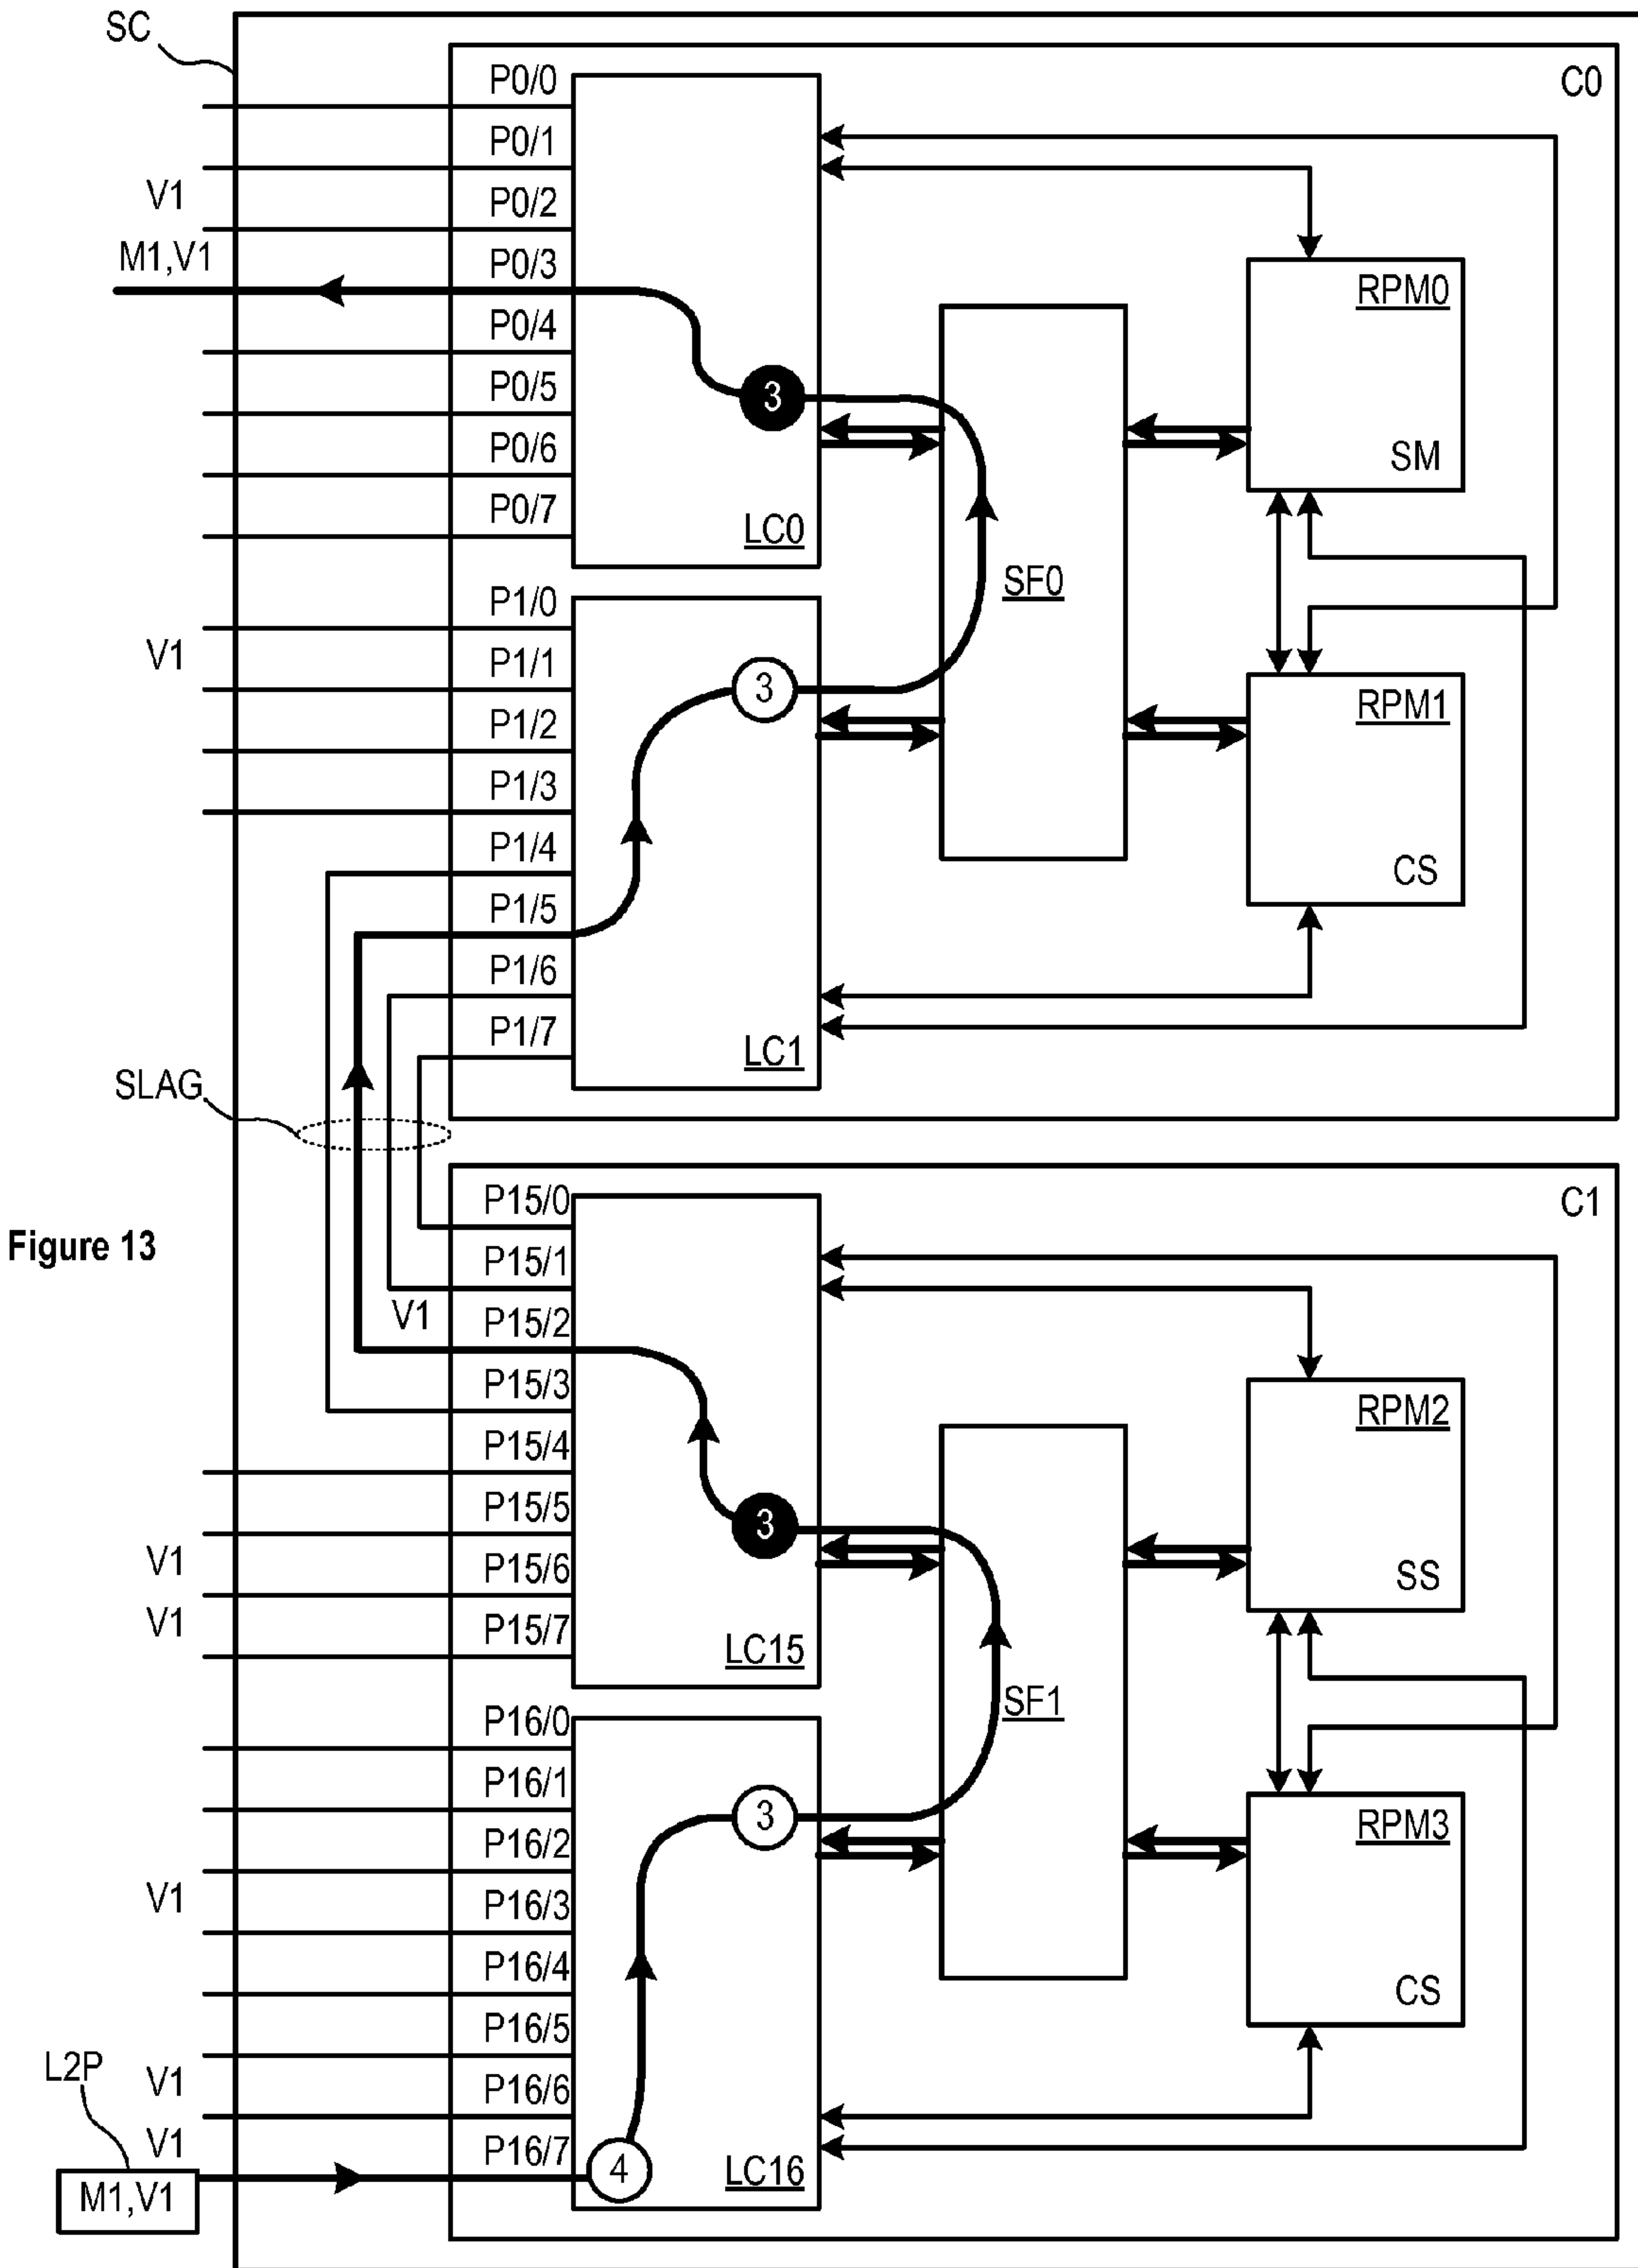 SC
C0
P0/0
P0/1
V1
P0/2
M1,V1
P0/3
RPM0
P0/4
P0/5
3
P0/6
SM
P0/7
LC0
SF0
P1/0
V1
P1/1
3
RPM1
P1/2
P1/3
P1/4
CS
P1/5
P1/6
P1/7
LC1
SLAG
C1
P15/0
Figure 13
P15/1
V1
P15/2
P15/3
RPM2
P15/4
P15/5
3
V1
P15/6
SS
V1
P15/7
LC15
SF1
P16/0
P16/1
3
RPM3
P16/2
V1
P16/3
P16/4
CS
P16/5
L2P
V1
P16/6
V1
P16/7
4
LC16
M1,V1